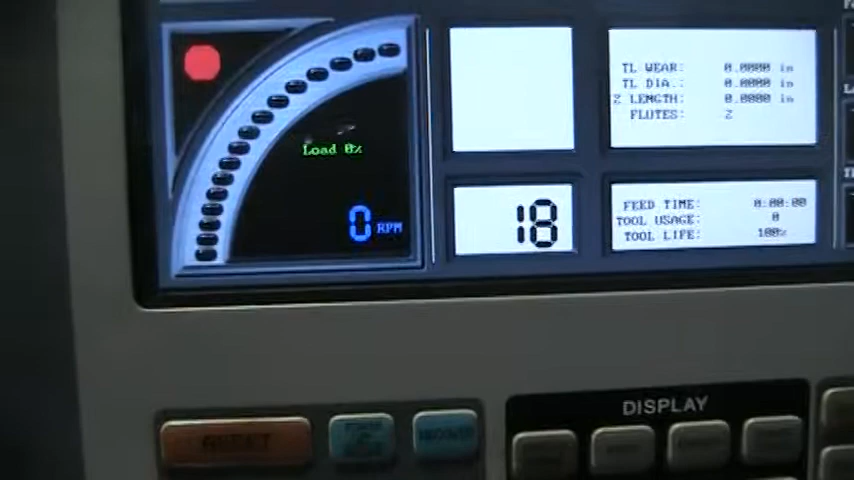 Load 0%
0 RPM
TL WEAR: 0.0000 in
TL DIA.: 0.0000 in
Z LENGTH: 0.0000 in
FLUTES: 2
18
FEED TIME: 0:00:00
TOOL USAGE: 0
TOOL LIFE: 100%
DISPLAY
RESET